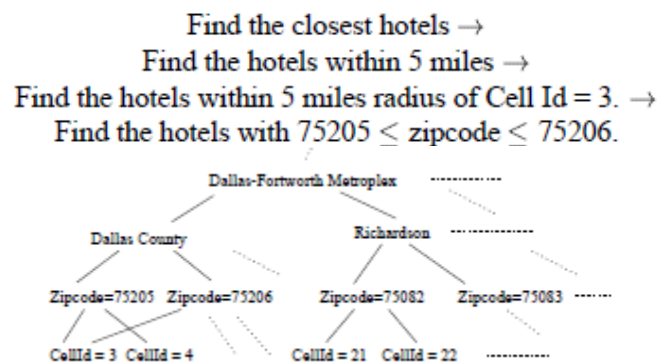 Find the closest hotels →
Find the hotels within 5 miles →
Find the hotels within 5 miles radius of Cell Id = 3. →
Find the hotels with 75205 ≤ zipcode ≤ 75206.
Dallas-Fortworth Metroplex
Dallas County Richardson
Zipcode=75205 Zipcode=75206 Zipcode=75082 Zipcode=75083
CellId = 3 CellId = 4 CellId = 21 CellId = 22